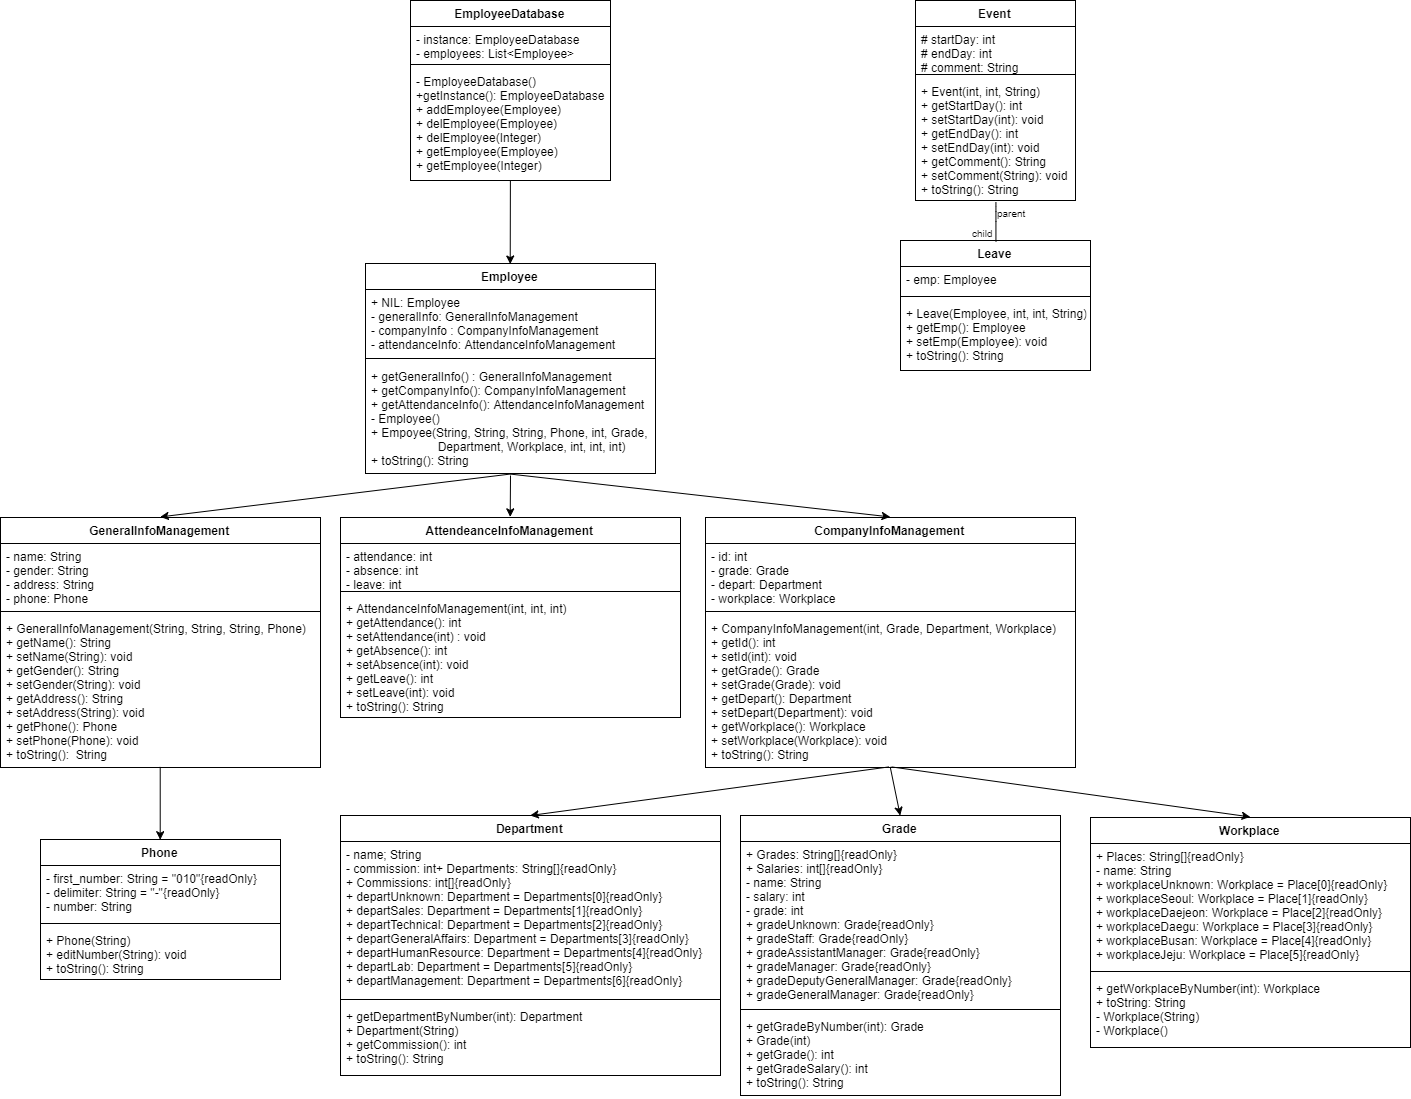 EmployeeDatabase
- instance: EmployeeDatabase
- employees: List<Employee>
- EmployeeDatabase()
+getInstance(): EmployeeDatabase
+ addEmployee(Employee)
+ delEmployee(Employee)
+ delEmployee(Integer)
+ getEmployee(Employee)
+ getEmployee(Integer)
Event
# startDay: int
# endDay: int
# comment: String
+ Event(int, int, String)
+ getStartDay(): int
+ setStartDay(int): void
+ getEndDay(): int
+ setEndDay(int): void
+ getComment(): String
+ setComment(String): void
+ toString(): String
parent
child
Leave
- emp: Employee
+ Leave(Employee, int, int, String)
+ getEmp(): Employee
+ setEmp(Employee): void
+ toString(): String
Employee
+ NIL: Employee
- generalInfo: GeneralInfoManagement
- companyInfo : CompanyInfoManagement
- attendanceInfo: AttendanceInfoManagement
+ getGeneralInfo() : GeneralInfoManagement
+ getCompanyInfo(): CompanyInfoManagement
+ getAttendanceInfo(): AttendanceInfoManagement
- Employee()
+ Empoyee(String, String, String, Phone, int, Grade,
Department, Workplace, int, int, int)
+ toString(): String
GeneralInfoManagement
- name: String
- gender: String
- address: String
- phone: Phone
+ GeneralInfoManagement(String, String, String, Phone)
+ getName(): String
+ setName(String): void
+ getGender(): String
+ setGender(String): void
+ getAddress(): String
+ setAddress(String): void
+ getPhone(): Phone
+ setPhone(Phone): void
+ toString():  String
AttendeanceInfoManagement
- attendance: int
- absence: int
- leave: int
+ AttendanceInfoManagement(int, int, int)
+ getAttendance(): int
+ setAttendance(int) : void
+ getAbsence(): int
+ setAbsence(int): void
+ getLeave(): int
+ setLeave(int): void
+ toString(): String
CompanyInfoManagement
- id: int
- grade: Grade
- depart: Department
- workplace: Workplace
+ CompanyInfoManagement(int, Grade, Department, Workplace)
+ getId(): int
+ setId(int): void
+ getGrade(): Grade
+ setGrade(Grade): void
+ getDepart(): Department
+ setDepart(Department): void
+ getWorkplace(): Workplace
+ setWorkplace(Workplace): void
+ toString(): String
Phone
- first_number: String = "010"{readOnly}
- delimiter: String = "-"{readOnly}
- number: String
+ Phone(String)
+ editNumber(String): void
+ toString(): String
Department
- name; String
- commission: int+ Departments: String[]{readOnly}
+ Commissions: int[]{readOnly}
+ departUnknown: Department = Departments[0]{readOnly}
+ departSales: Department = Departments[1]{readOnly}
+ departTechnical: Department = Departments[2]{readOnly}
+ departGeneralAffairs: Department = Departments[3]{readOnly}
+ departHumanResource: Department = Departments[4]{readOnly}
+ departLab: Department = Departments[5]{readOnly}
+ departManagement: Department = Departments[6]{readOnly}
+ getDepartmentByNumber(int): Department
+ Department(String)
+ getCommission(): int
+ toString(): String
Grade
+ Grades: String[]{readOnly}
+ Salaries: int[]{readOnly}
- name: String
- salary: int
- grade: int
+ gradeUnknown: Grade{readOnly}
+ gradeStaff: Grade{readOnly}
+ gradeAssistantManager: Grade{readOnly}
+ gradeManager: Grade{readOnly}
+ gradeDeputyGeneralManager: Grade{readOnly}
+ gradeGeneralManager: Grade{readOnly}
+ getGradeByNumber(int): Grade
+ Grade(int)
+ getGrade(): int
+ getGradeSalary(): int
+ toString(): String
Workplace
+ Places: String[]{readOnly}
- name: String
+ workplaceUnknown: Workplace = Place[0]{readOnly}
+ workplaceSeoul: Workplace = Place[1]{readOnly}
+ workplaceDaejeon: Workplace = Place[2]{readOnly}
+ workplaceDaegu: Workplace = Place[3]{readOnly}
+ workplaceBusan: Workplace = Place[4]{readOnly}
+ workplaceJeju: Workplace = Place[5]{readOnly}
+ getWorkplaceByNumber(int): Workplace
+ toString: String
- Workplace(String)
- Workplace()